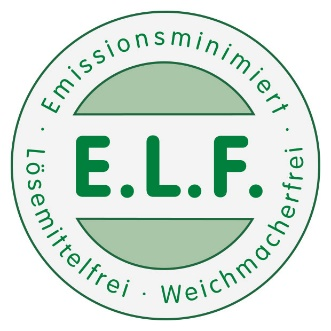 · Emissionsminimiert ·
E.L.F.
Lösemittelfrei · Weichmacherfrei